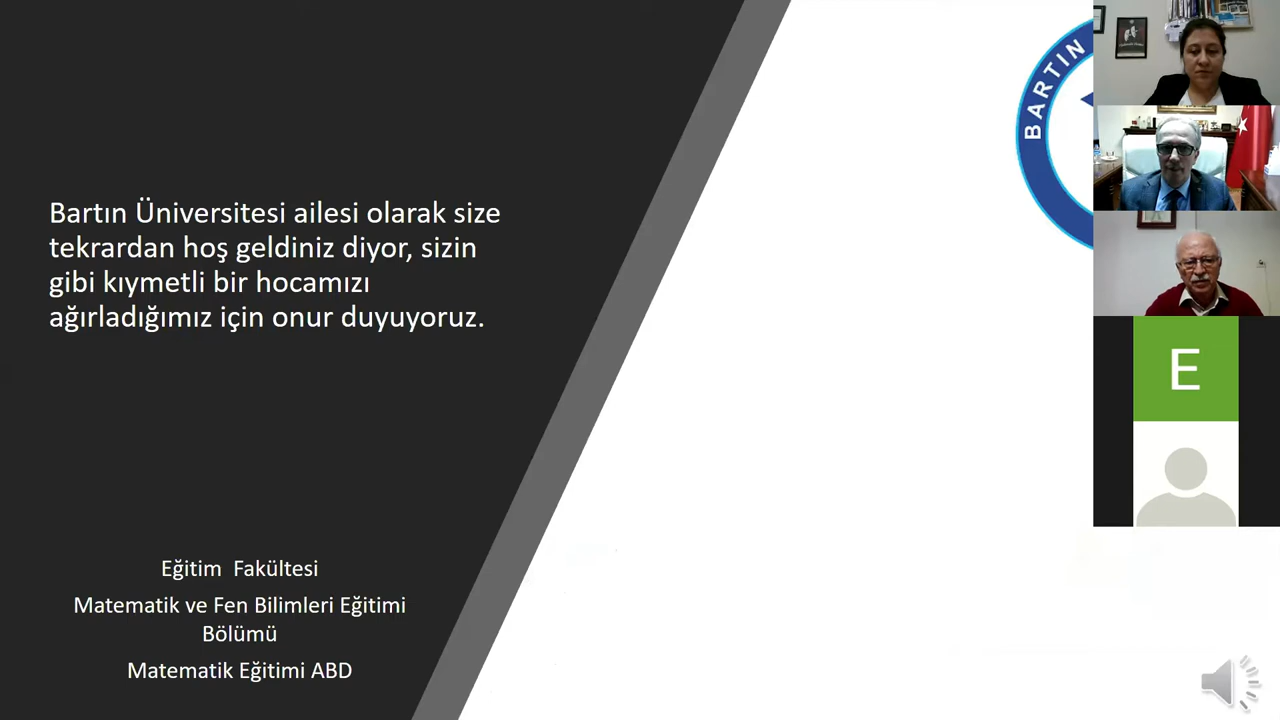 Bartın Üniversitesi ailesi olarak size
tekrardan hoş geldiniz diyor, sizin
gibi kıymetli bir hocamızı
ağırladığımız için onur duyuyoruz.
Eğitim  Fakültesi
Matematik ve Fen Bilimleri Eğitimi
Bölümü
Matematik Eğitimi ABD
BARTIN
E